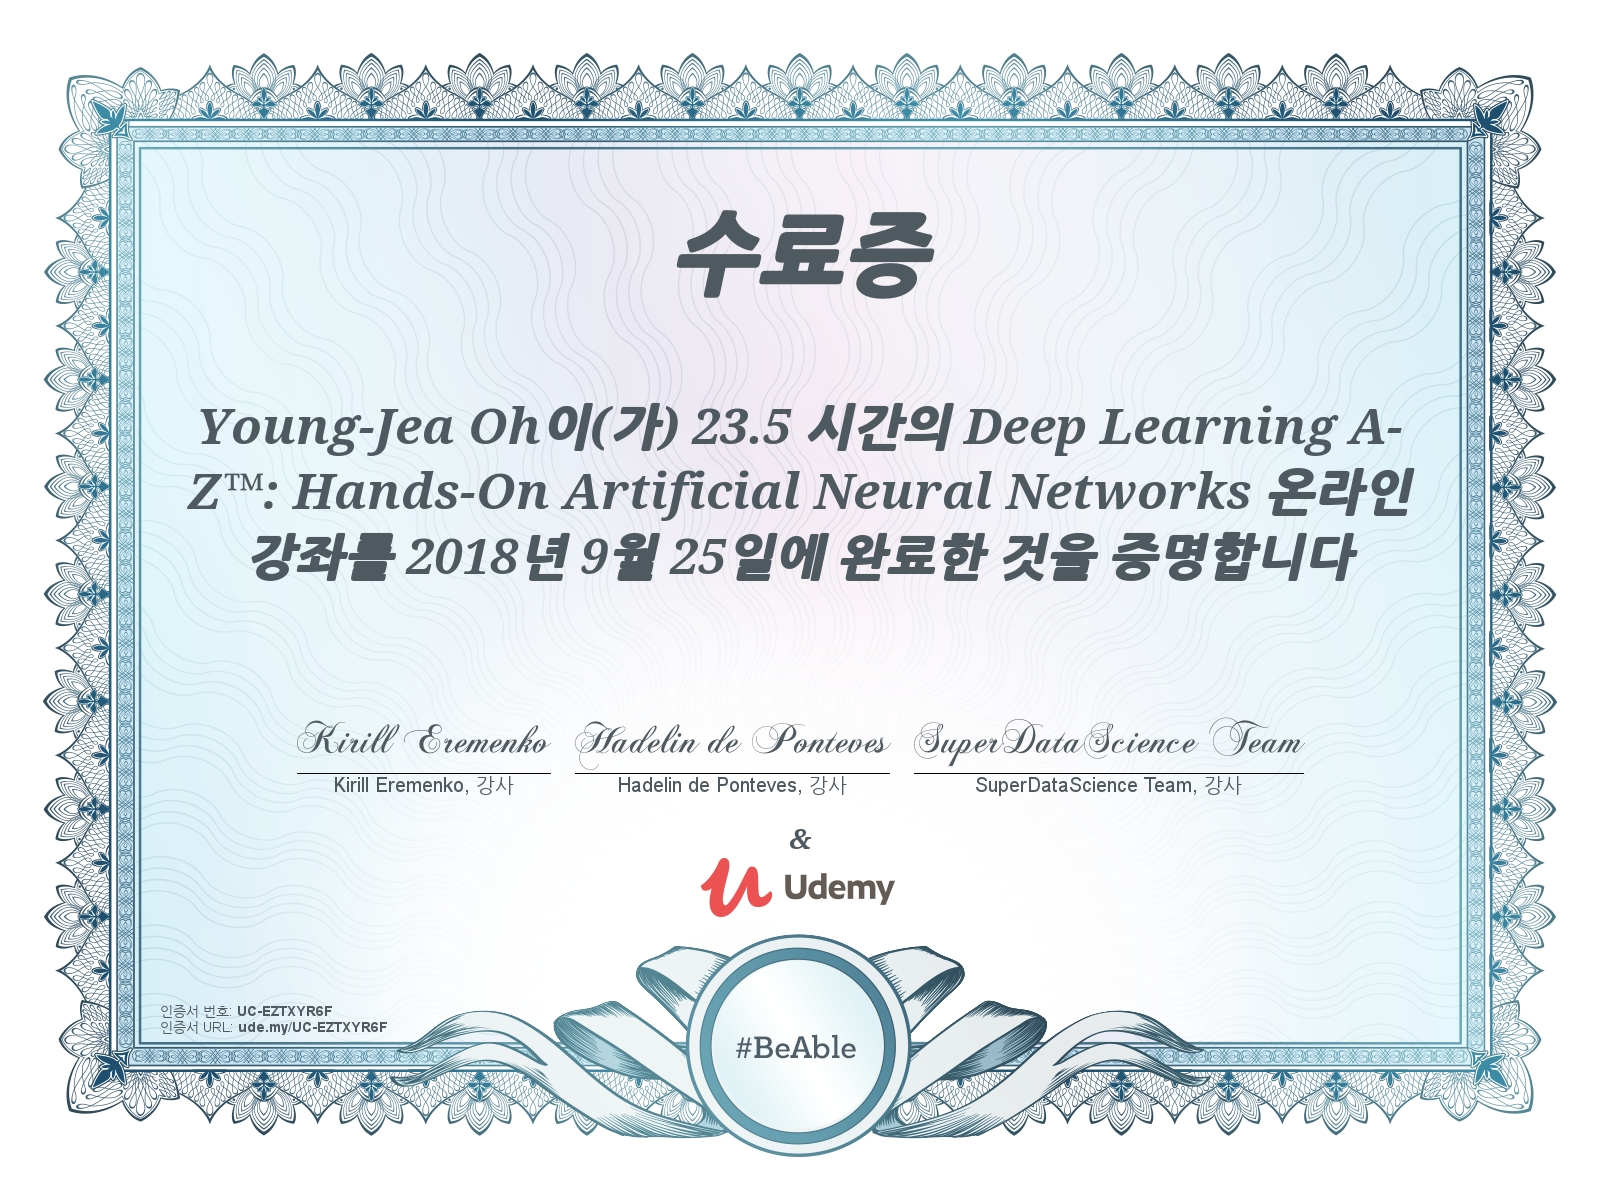 수료증
Young-Jea Oh이(가) 23.5 시간의 Deep Learning A-
Z™: Hands-On Artificial Neural Networks 온라인
강좌를 2018년 9월 25일에 완료한 것을 증명합니다
Kirill Eremenko Hadelin de Ponteves SuperDataScience Team
Kirill Eremenko, 강사 Hadelin de Ponteves, 강사 SuperDataScience Team, 강사
&
Udemy
인증서 번호: UC-EZTXYR6F
인증서 URL: ude.my/UC-EZTXYR6F
#BeAble